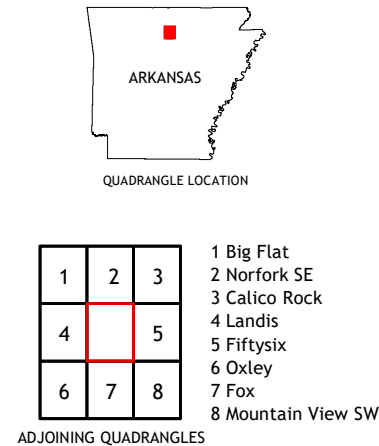 ARKANSAS
QUADRANGLE LOCATION
1 2 3
4 5
6 7 8
1 Big Flat
2 Norfork SE
3 Calico Rock
4 Landis
5 Fiftysix
6 Oxley
7 Fox
8 Mountain View SW
ADJOINING QUADRANGLES